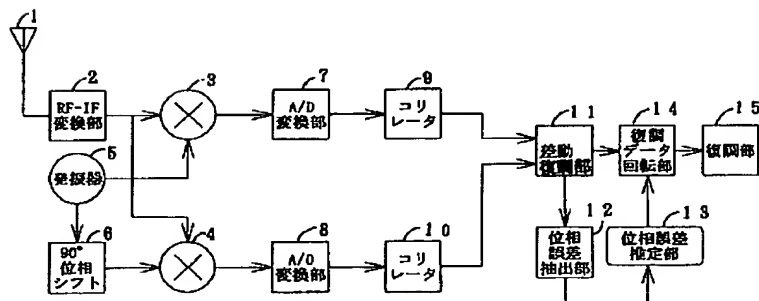 1
2
RF-IF
変換部
3
7
A/D
変換部
9
コリ
レータ
11
差動
復調部
14
復調
データ
回転部
15
復調部
5
発振器
6
90°
位相
シフト
4
8
A/D
変換部
10
コリ
レータ
12
位相
誤差
抽出部
13
位相誤差
推定部